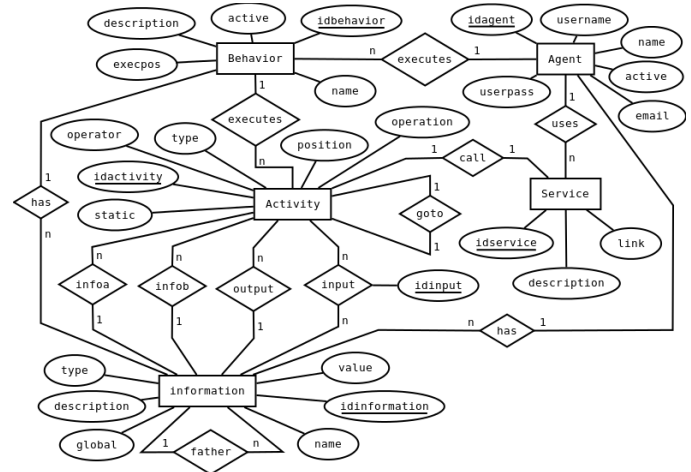 description
active
idbehavior
idagent
username
execpos
Behavior
n
executes
1
Agent
name
active
name
userpass
email
1
executes
n
1
uses
n
operator
type
position
operation
1
call
1
idactivity
static
Activity
1
goto
1
Service
idservice
link
description
1
has
n
n
infoa
1
n
infob
1
n
output
1
n
input
n
idinput
n
has
1
type
information
value
description
idinformation
global
1
father
n
name